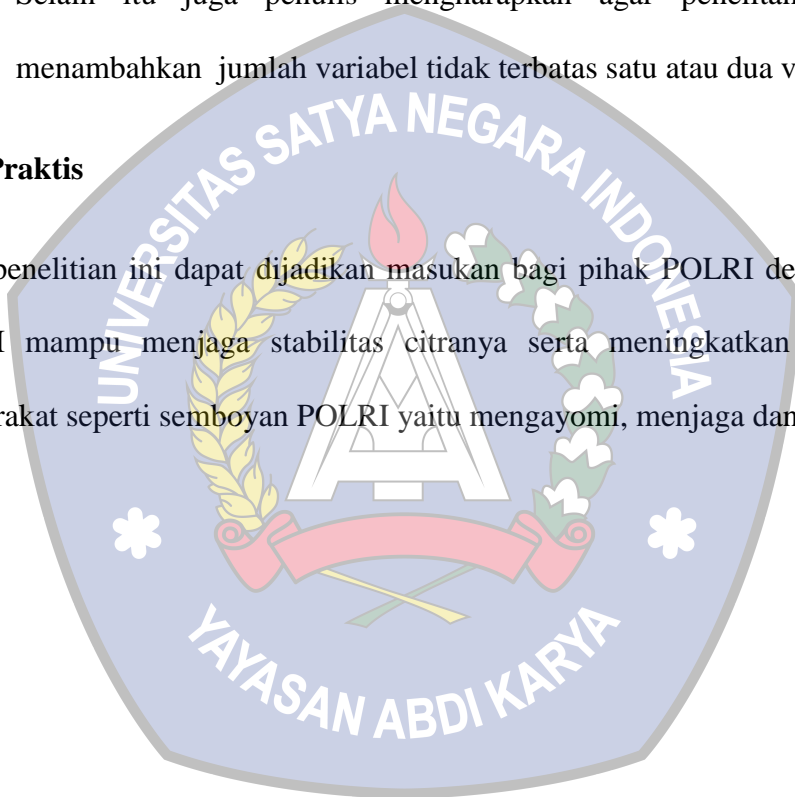 Selain itu juga penulis mengharapkan agar penelitan
menambahkan jumlah variabel tidak terbatas satu atau dua v
Praktis
penelitian ini dapat dijadikan masukan bagi pihak POLRI de
I mampu menjaga stabilitas citranya serta meningkatkan
rakat seperti semboyan POLRI yaitu mengayomi, menjaga dan
UNIVERSITAS SATYA NEGARA INDONESIA
YAYASAN ABDI KARYA